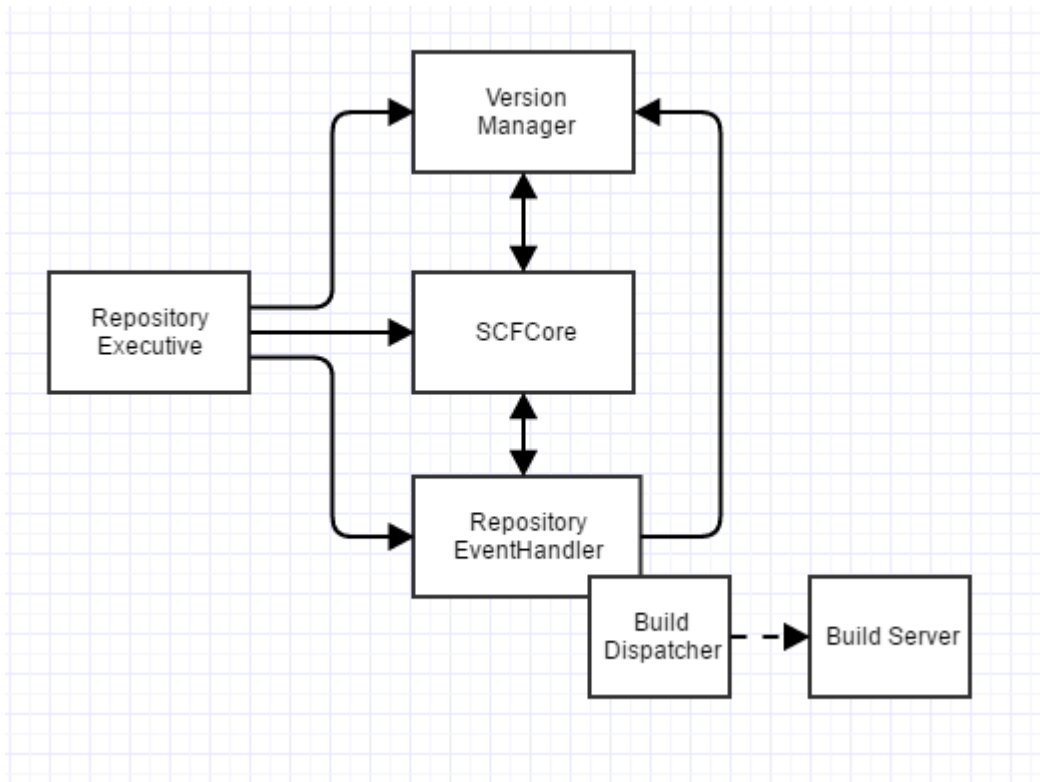 Version
Manager
Repository
Executive
SCFCore
Repository
EventHandler
Build
Dispatcher
Build Server